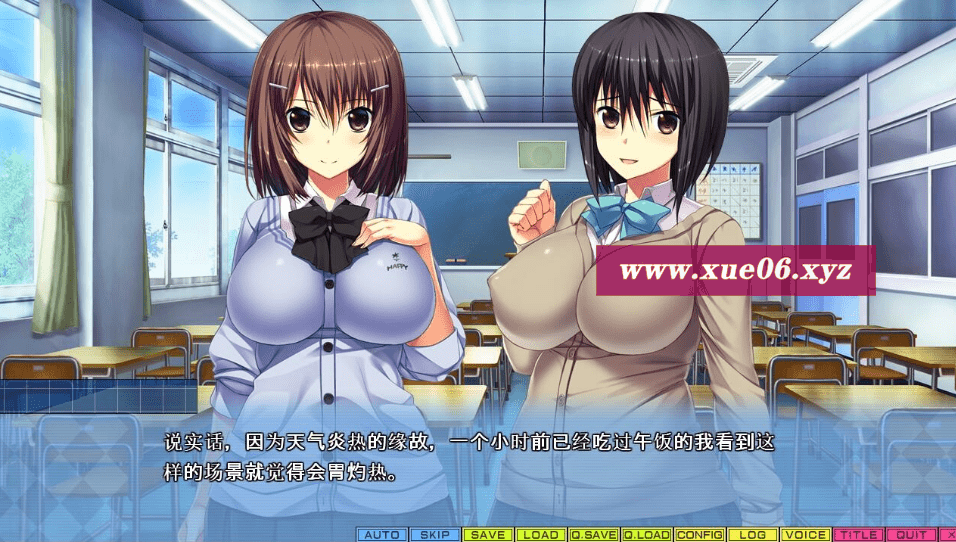 HAPPY
www.xue06.xyz
说实话，因为天气炎热的缘故，一个小时前已经吃过午饭的我看到这
样的场景就觉得会胃灼热。
AUTO SKIP SAVE LOAD Q.SAVE Q.LOAD CONFIG LOG VOICE TITLE QUIT X